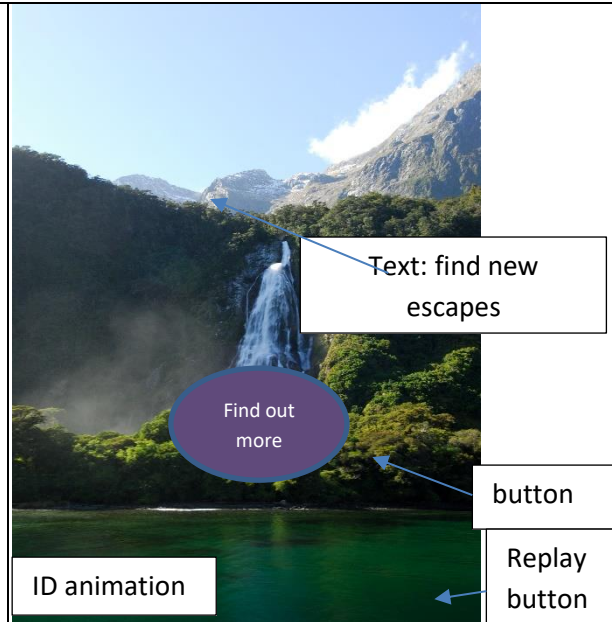 Text: find new
escapes
Find out
more
button
Replay
button
ID animation